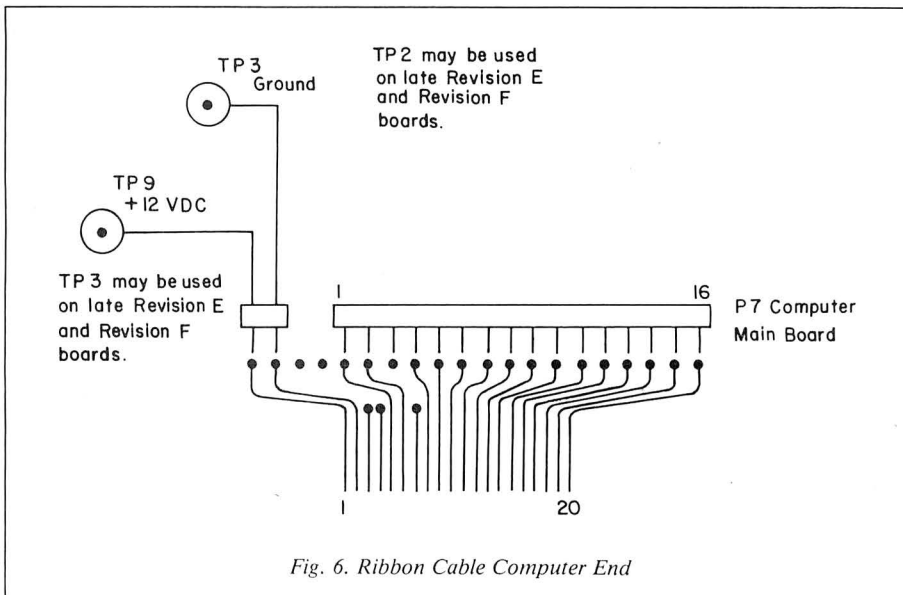 TP3
Ground
TP2 may be used
on late Revision E
and Revision F
boards.
TP9
+12 VDC
TP3 may be used
on late Revision E
and Revision F
boards.
1
16
P7 Computer
Main Board
1
20
Fig. 6. Ribbon Cable Computer End